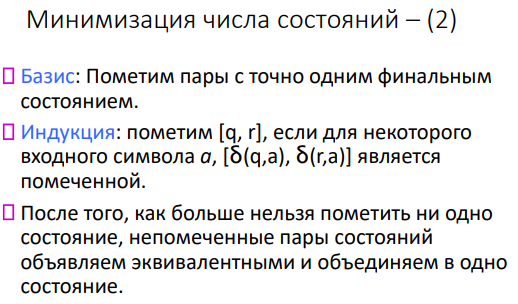 Минимизация числа состояний – (2)
Базис: Пометим пары с точно одним финальным
состоянием.
Индукция: пометим [q, r], если для некоторого
входного символа a, [δ(q,a), δ(r,a)] является
помеченной.
После того, как больше нельзя пометить ни одно
состояние, непомеченные пары состояний
объявляем эквивалентными и объединяем в одно
состояние.